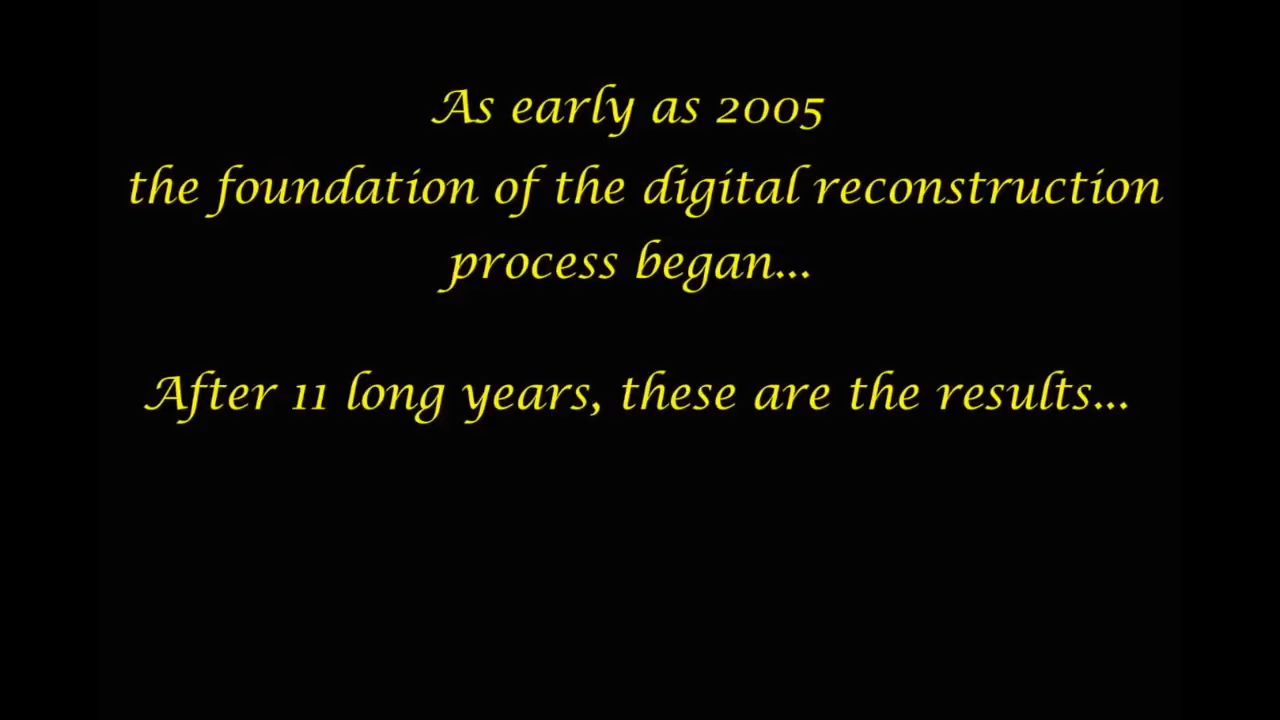 As early as 2005
the foundation of the digital reconstruction
process began...
After 11 long years, these are the results...